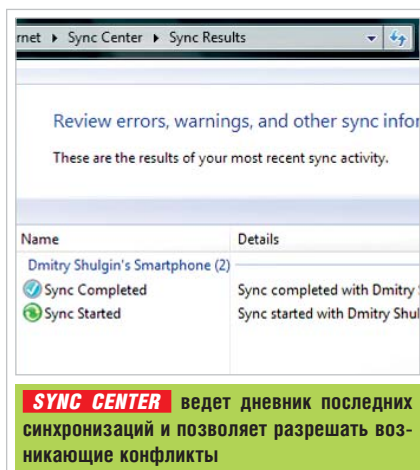 rnet ▸ Sync Center ▸ Sync Results
Review errors, warnings, and other sync
These are the results of your most recent sync activity.
Name Details
Dmitry Shulgin's Smartphone (2)
Sync Completed Sync completed with Dmitry
Sync Started Sync started with Dmitry
SYNC CENTER ведет дневник последних
синхронизаций и позволяет разрешать воз-
никающие конфликты